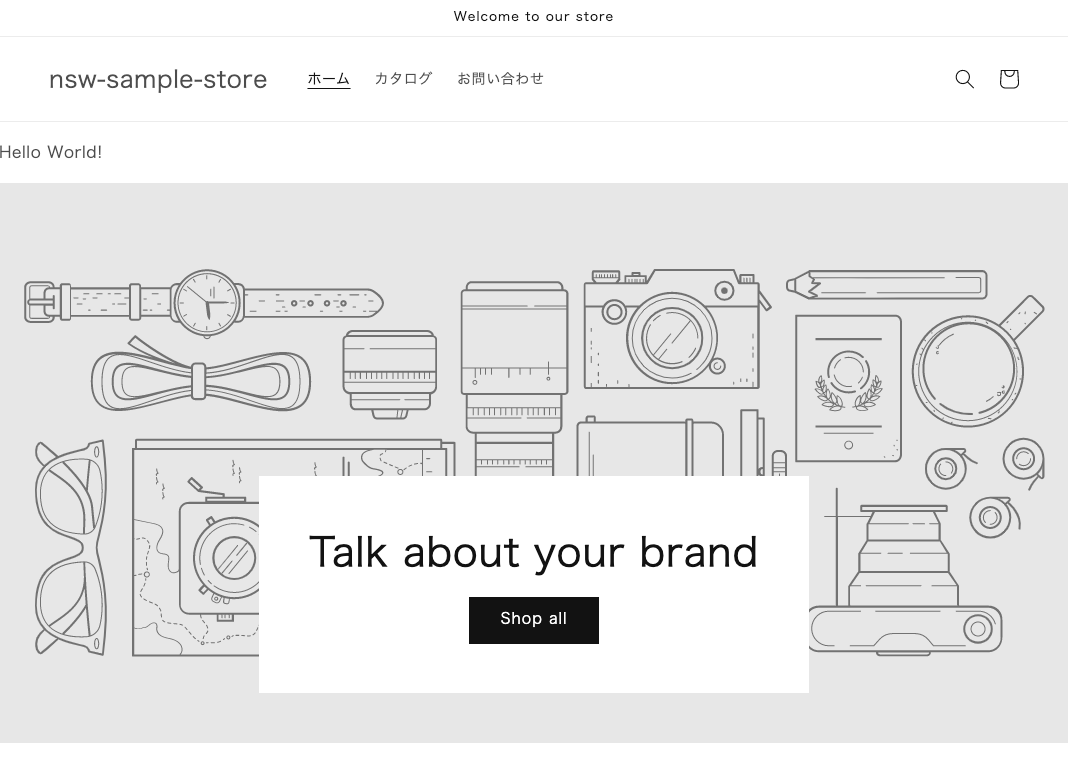 Welcome to our store
nsw-sample-store
ホーム カタログ お問い合わせ
Hello World!
Talk about your brand
Shop all